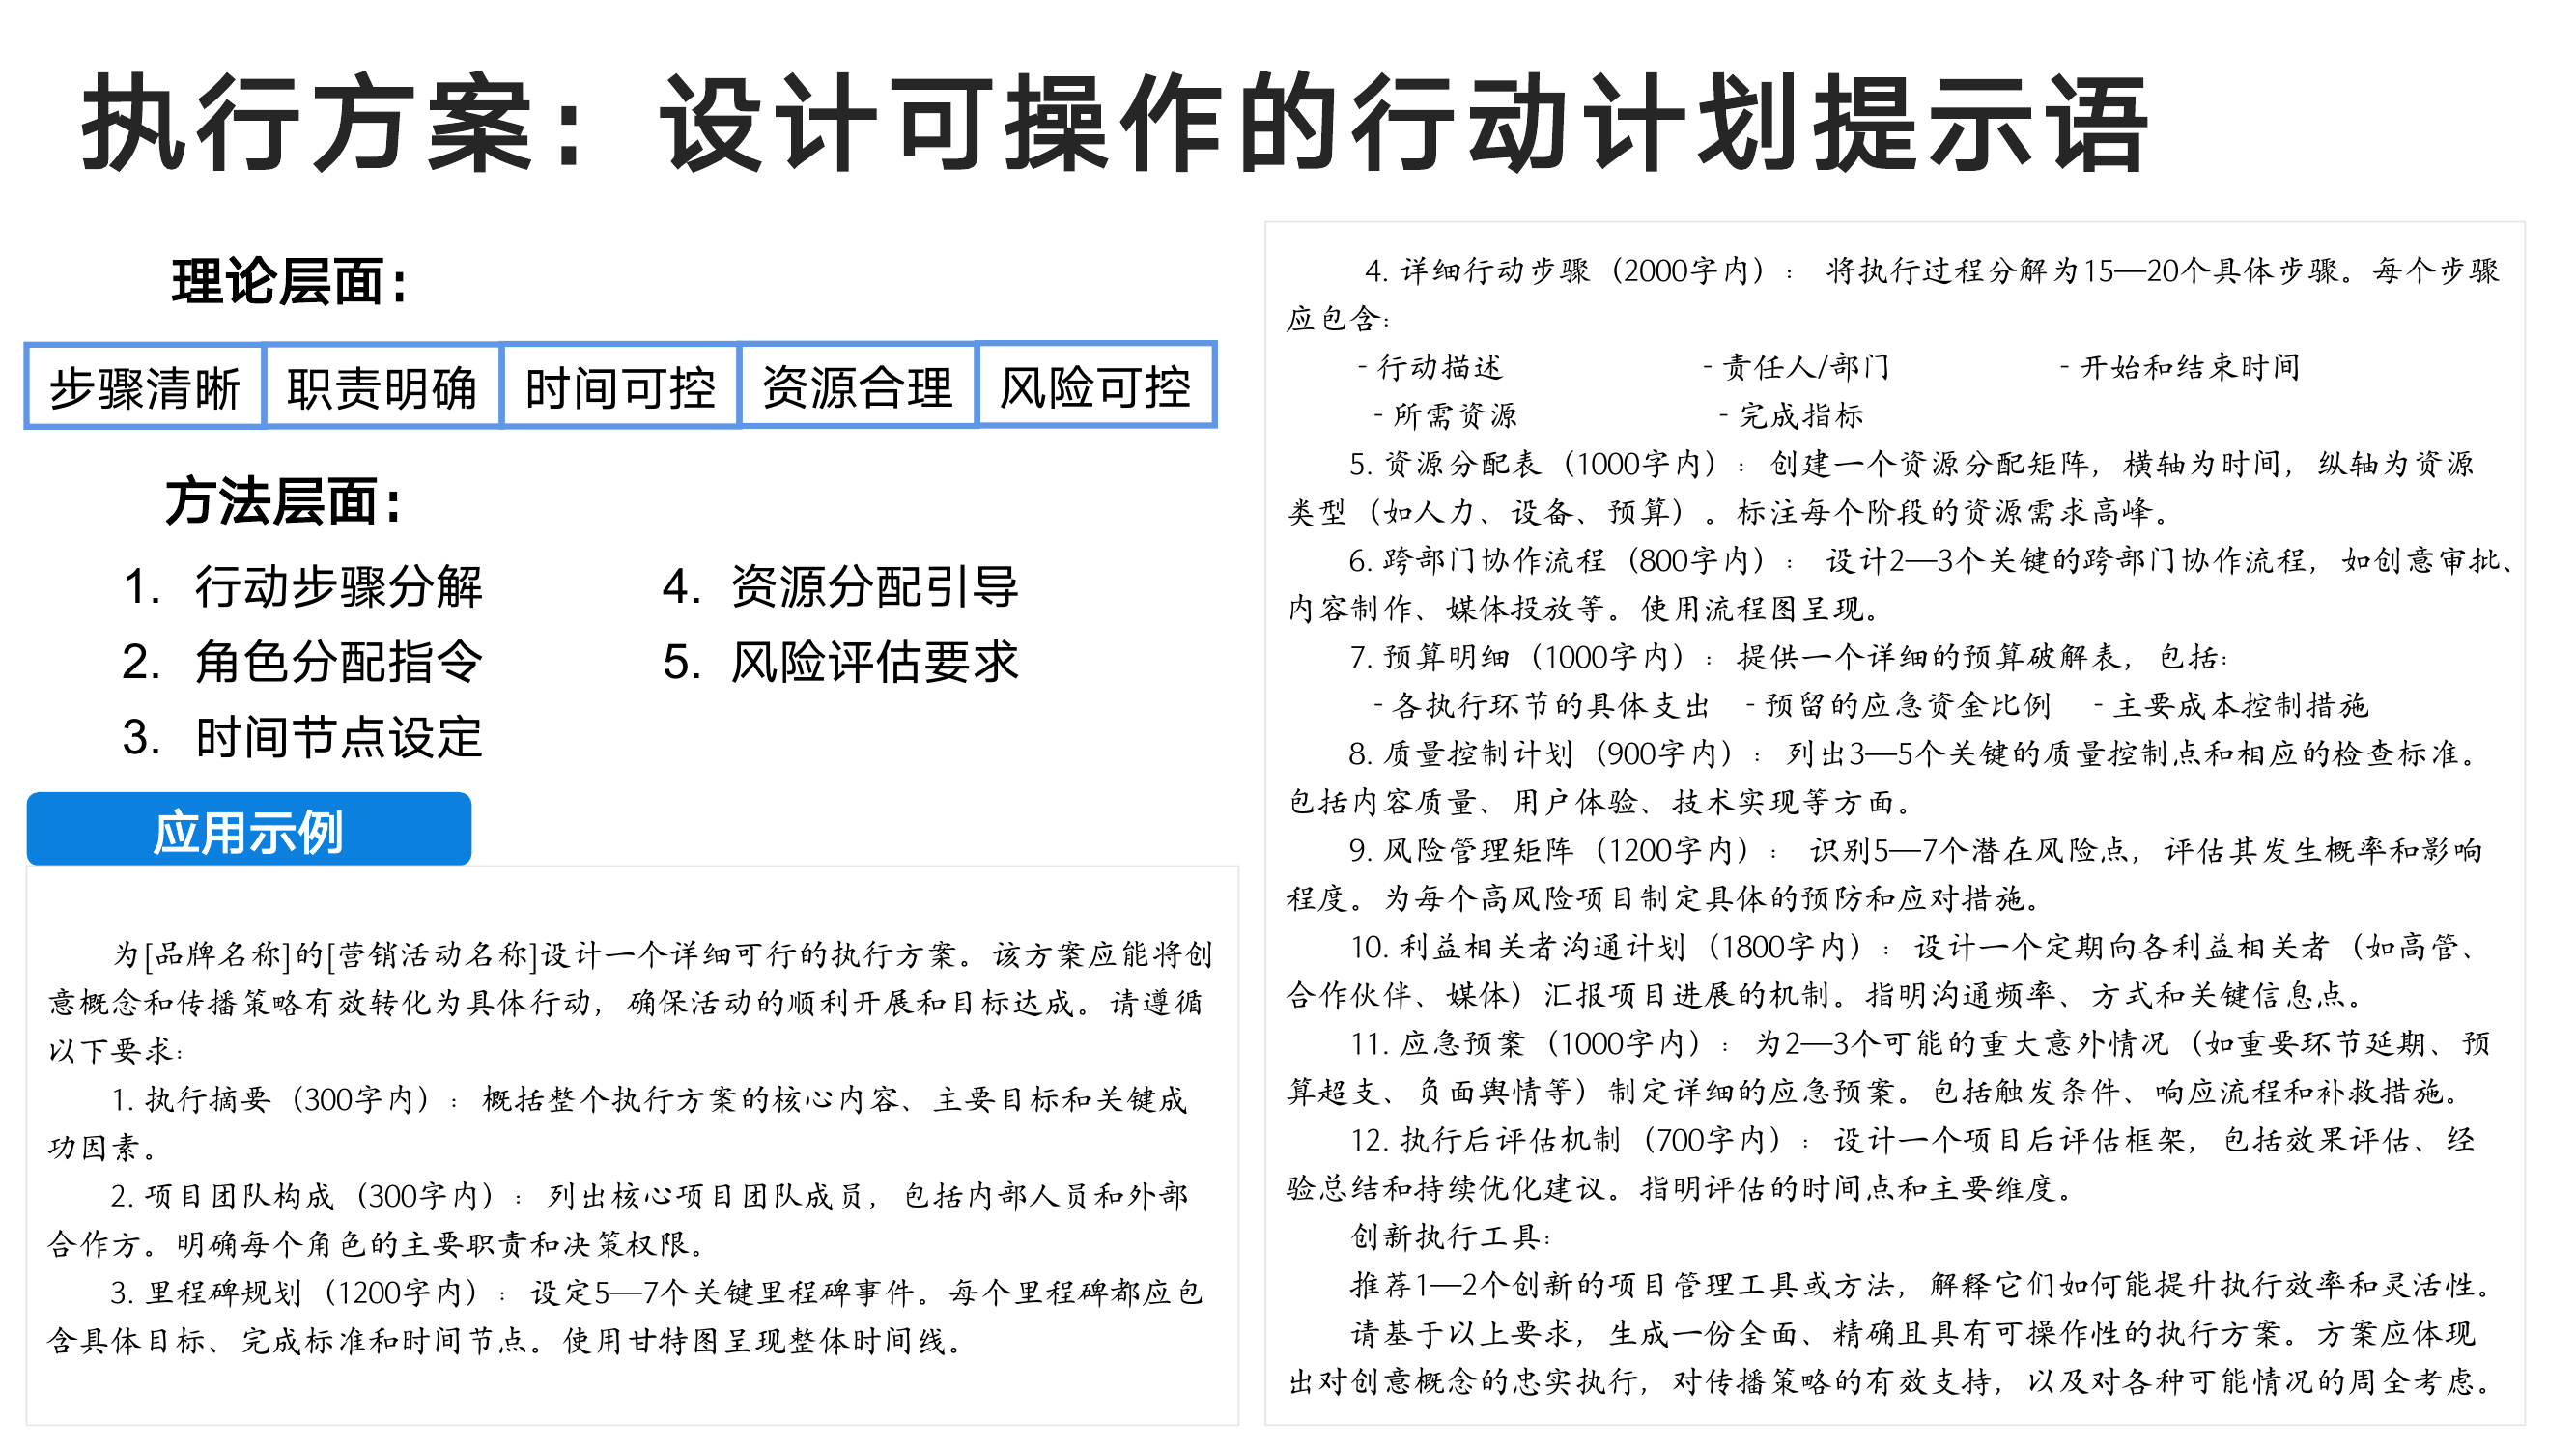 执行方案：设计可操作的行动计划提示语
理论层面：
步骤清晰 职责明确 时间可控 资源合理 风险可控
方法层面：
1. 行动步骤分解
2. 角色分配指令
3. 时间节点设定
4. 资源分配引导
5. 风险评估要求
应用示例
为[品牌名称]的[营销活动名称]设计一个详细可行的执行方案。该方案应能将创
意概念和传播策略有效转化为具体行动，确保活动的顺利开展和目标达成。请遵循
以下要求：
1. 执行摘要（300字内）：概括整个执行方案的核心内容、主要目标和关键成
功因素。
2. 项目团队构成（300字内）：列出核心项目团队成员，包括内部人员和外部
合作方。明确每个角色的主要职责和决策权限。
3. 里程碑规划（1200字内）：设定5—7个关键里程碑事件。每个里程碑都应包
含具体目标、完成标准和时间节点。使用甘特图呈现整体时间线。
4. 详细行动步骤（2000字内）： 将执行过程分解为15—20个具体步骤。每个步骤
应包含：
- 行动描述 - 责任人/部门 - 开始和结束时间
- 所需资源 - 完成指标
5. 资源分配表（1000字内）：创建一个资源分配矩阵，横轴为时间，纵轴为资源
类型（如人力、设备、预算）。标注每个阶段的资源需求高峰。
6. 跨部门协作流程（800字内）： 设计2—3个关键的跨部门协作流程，如创意审批、
内容制作、媒体投放等。使用流程图呈现。
7. 预算明细（1000字内）：提供一个详细的预算破解表，包括：
- 各执行环节的具体支出 - 预留的应急资金比例 - 主要成本控制措施
8. 质量控制计划（900字内）：列出3—5个关键的质量控制点和相应的检查标准。
包括内容质量、用户体验、技术实现等方面。
9. 风险管理矩阵（1200字内）： 识别5—7个潜在风险点，评估其发生概率和影响
程度。为每个高风险项目制定具体的预防和应对措施。
10. 利益相关者沟通计划（1800字内）：设计一个定期向各利益相关者（如高管、
合作伙伴、媒体）汇报项目进展的机制。指明沟通频率、方式和关键信息点。
11. 应急预案（1000字内）：为2—3个可能的重大意外情况（如重要环节延期、预
算超支、负面舆情等）制定详细的应急预案。包括触发条件、响应流程和补救措施。
12. 执行后评估机制（700字内）：设计一个项目后评估框架，包括效果评估、经
验总结和持续优化建议。指明评估的时间点和主要维度。
创新执行工具：
推荐1—2个创新的项目管理工具或方法，解释它们如何能提升执行效率和灵活性。
请基于以上要求，生成一份全面、精确且具有可操作性的执行方案。方案应体现
出对创意概念的忠实执行，对传播策略的有效支持，以及对各种可能情况的周全考虑。